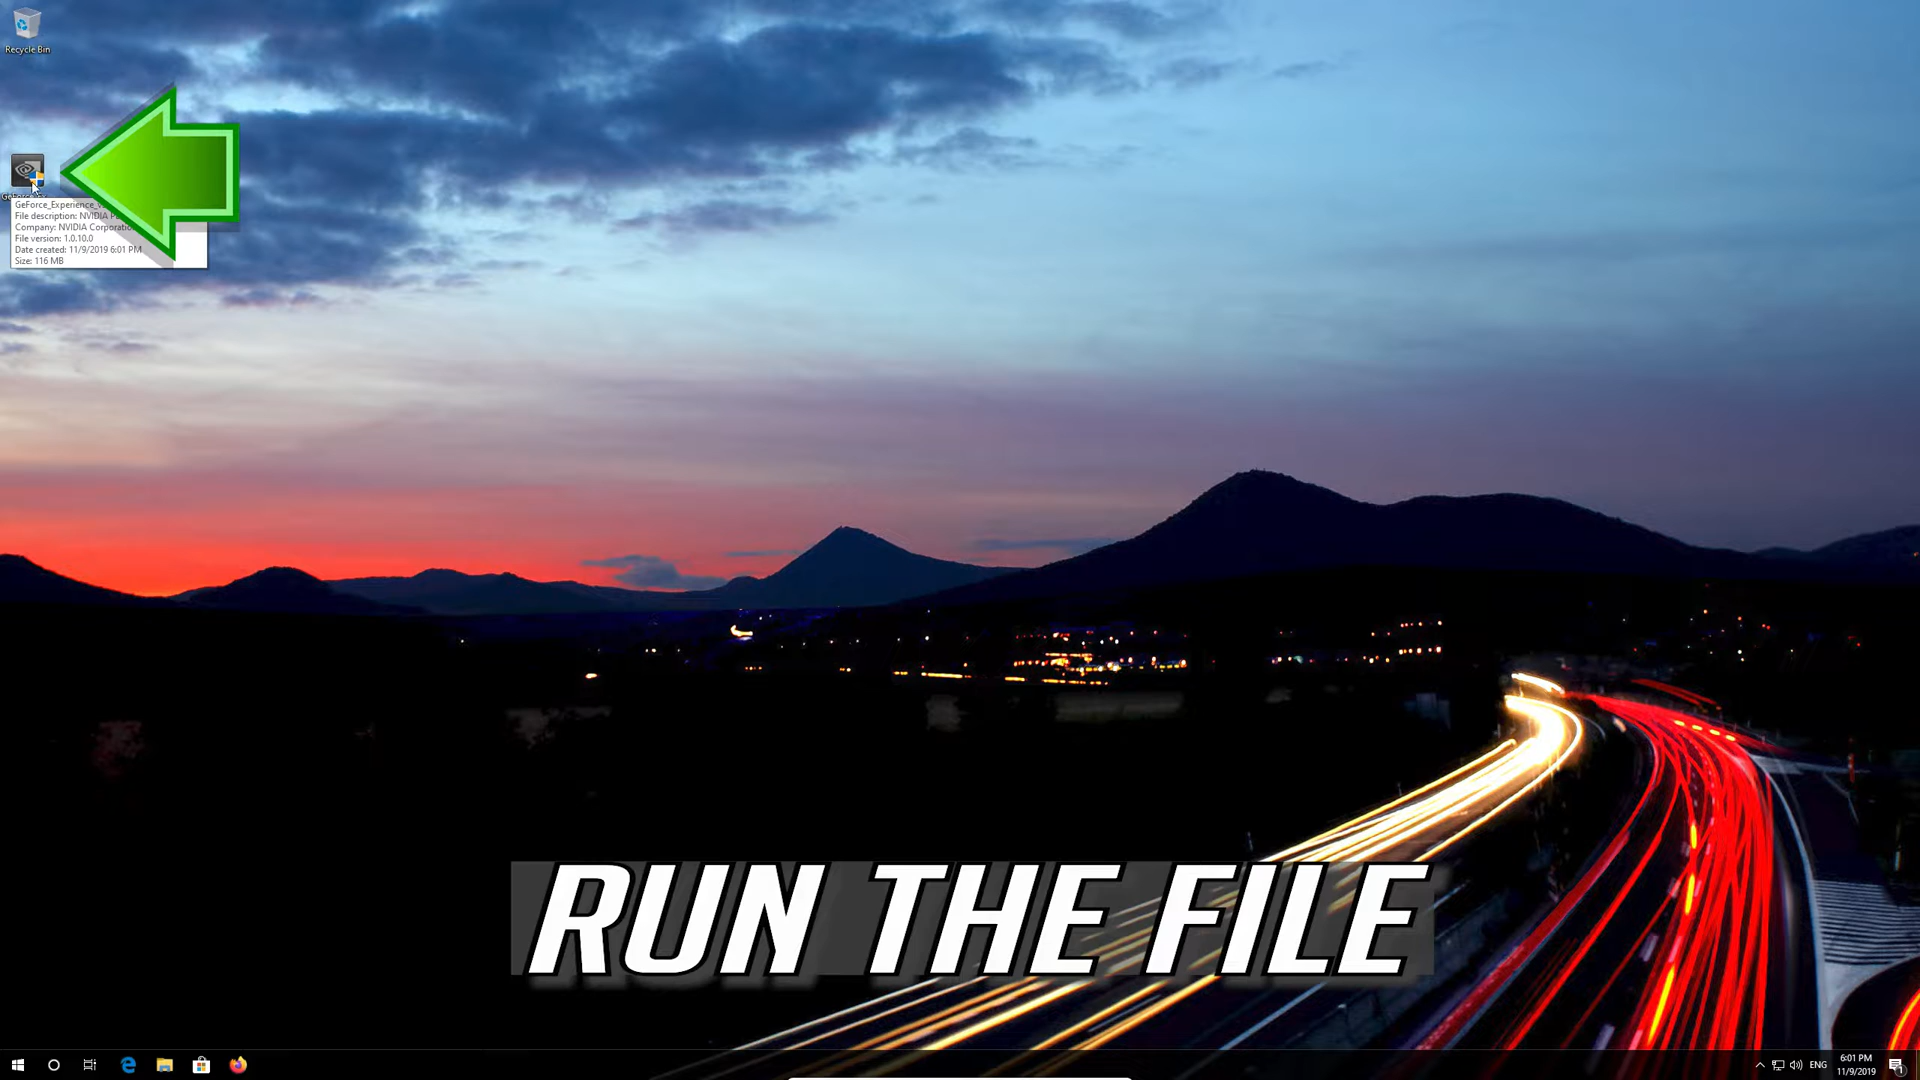 Recycle Bin
GeForce_Experience_
File description: NVIDIA
Company: NVIDIA Corporation
File version: 1.0.10.0
Date created: 11/9/2019 6:01 PM
Size: 116 MB
RUN THE FILE
ENG
6:01 PM
11/9/2019